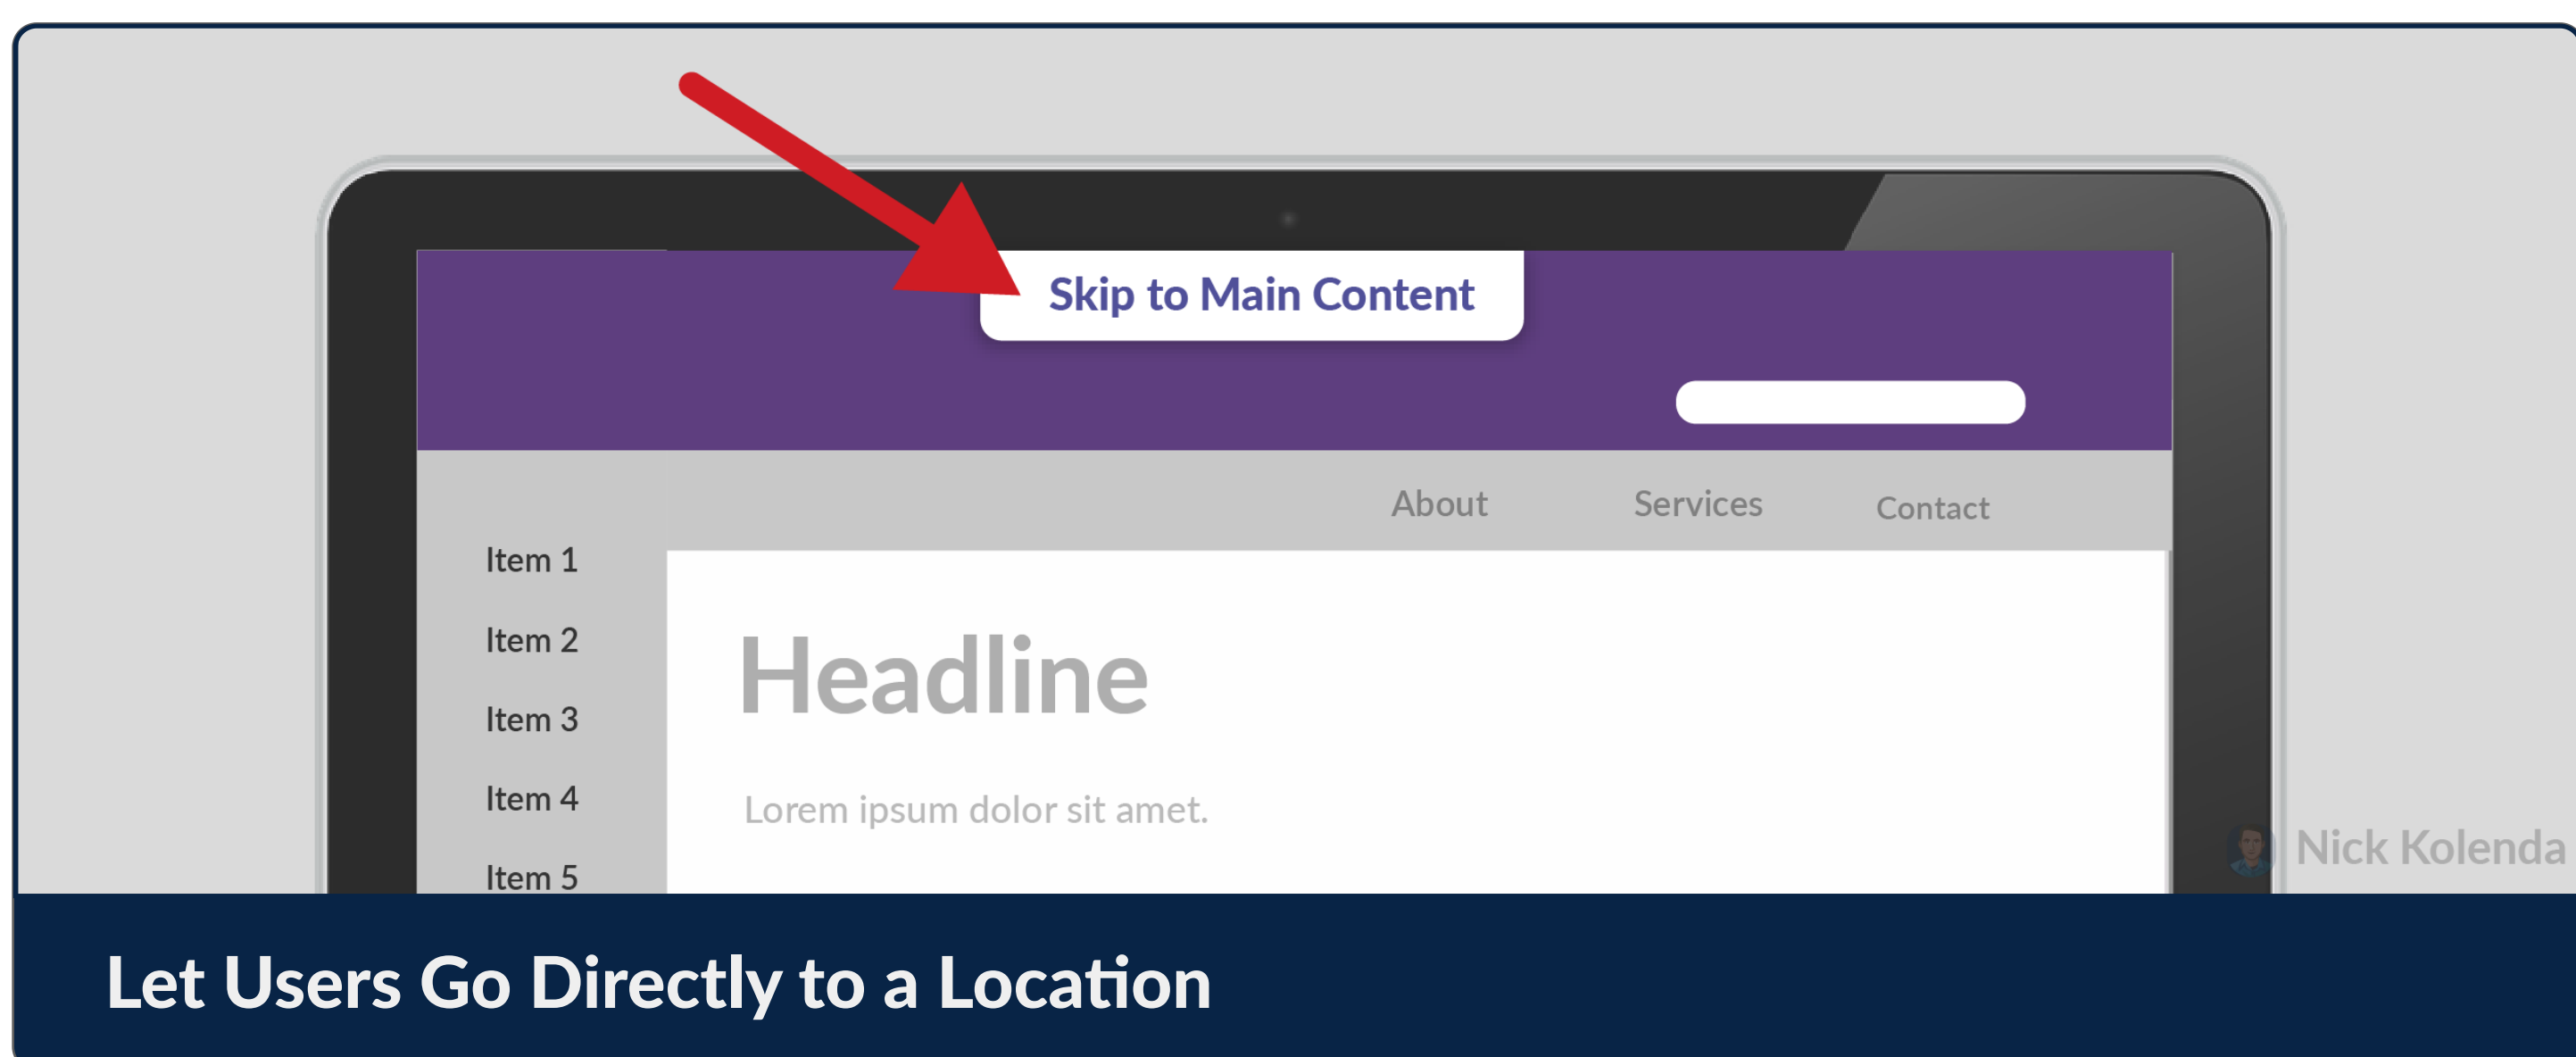 Skip to Main Content
About Services Contact
Item 1
Item 2
Item 3
Item 4
Item 5
Headline
Lorem ipsum dolor sit amet.
Nick Kolenda
Let Users Go Directly to a Location